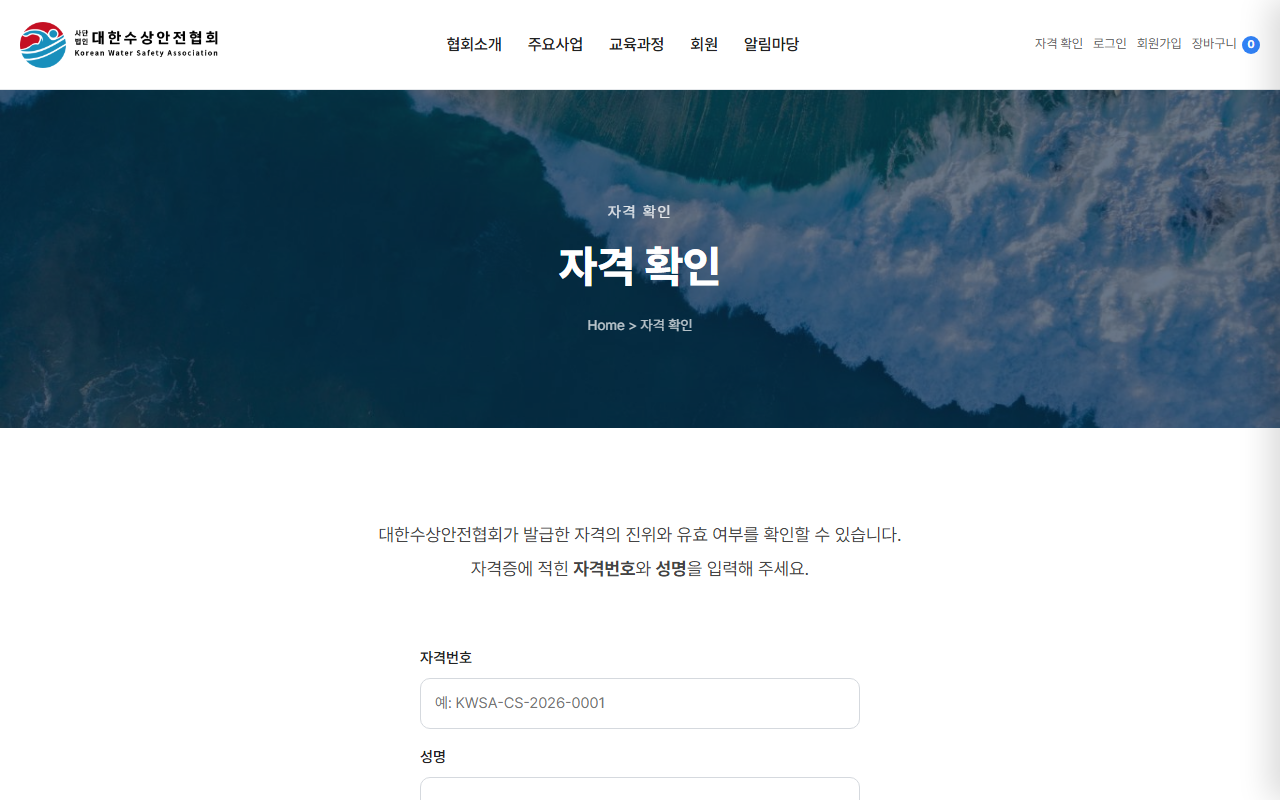 사단
법인
대한수상안전협회
Korean Water Safety Association
협회소개 주요사업 교육과정 회원 알림마당
자격 확인 로그인 회원가입 장바구니 0
자격 확인
자격 확인
Home > 자격 확인
대한수상안전협회가 발급한 자격의 진위와 유효 여부를 확인할 수 있습니다.
자격증에 적힌 자격번호와 성명을 입력해 주세요.
자격번호
예: KWSA-CS-2026-0001
성명